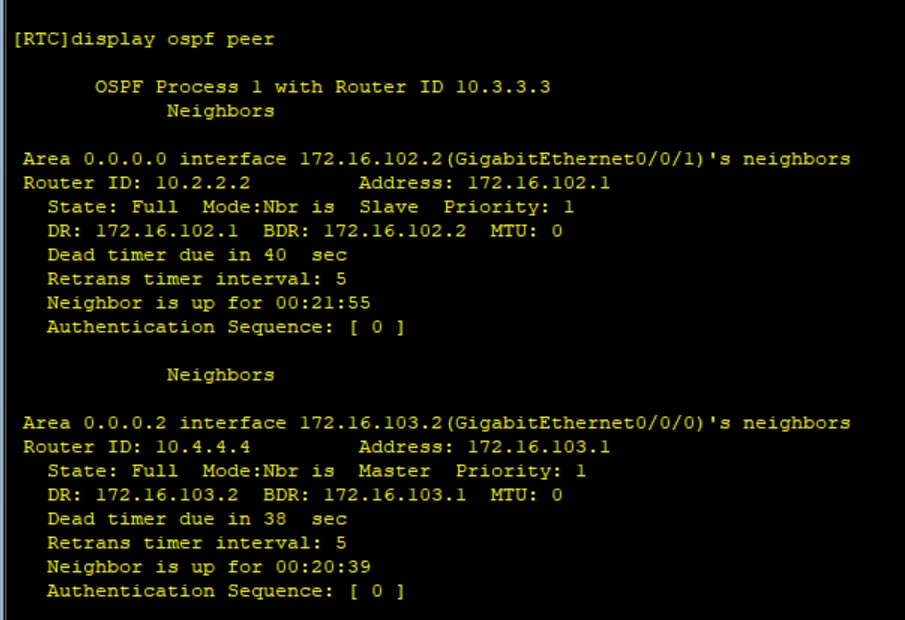 [RTC]display ospf peer
OSPF Process 1 with Router ID 10.3.3.3
Neighbors
Area 0.0.0.0 interface 172.16.102.2(GigabitEthernet0/0/1)'s neighbors
Router ID: 10.2.2.2 Address: 172.16.102.1
State: Full Mode:Nbr is Slave Priority: 1
DR: 172.16.102.1 BDR: 172.16.102.2 MTU: 0
Dead timer due in 40 sec
Retrans timer interval: 5
Neighbor is up for 00:21:55
Authentication Sequence: [ 0 ]
Neighbors
Area 0.0.0.2 interface 172.16.103.2(GigabitEthernet0/0/0)'s neighbors
Router ID: 10.4.4.4 Address: 172.16.103.1
State: Full Mode:Nbr is Master Priority: 1
DR: 172.16.103.2 BDR: 172.16.103.1 MTU: 0
Dead timer due in 38 sec
Retrans timer interval: 5
Neighbor is up for 00:20:39
Authentication Sequence: [ 0 ]